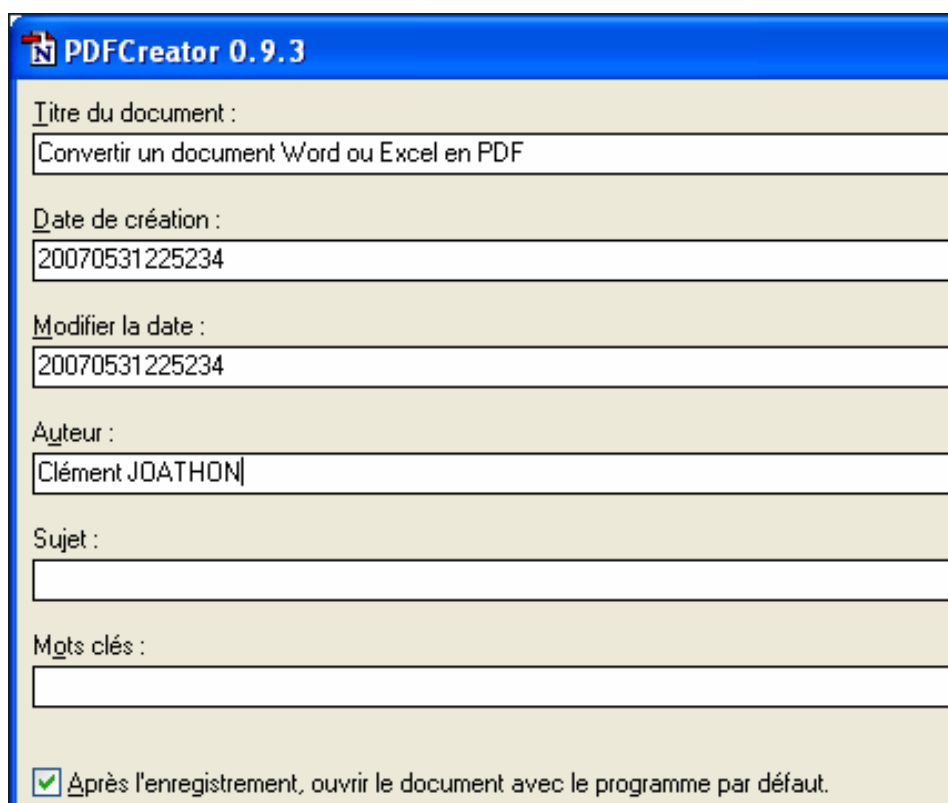 PDFCreator 0.9.3
Titre du document :
Convertir un document Word ou Excel en PDF
Date de création :
20070531225234
Modifier la date :
20070531225234
Auteur :
Clément JOATHON
Sujet :
Mots clés :
Après l'enregistrement, ouvrir le document avec le programme par défaut.